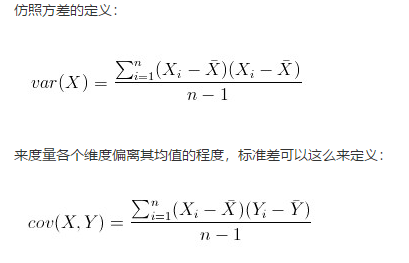 仿照方差的定义：
var(X) = \frac{\sum_{i=1}^{n}(X_i - \bar{X})(X_i - \bar{X})}{n-1}
来度量各个维度偏离其均值的程度，标准差可以这么来定义：
cov(X, Y) = \frac{\sum_{i=1}^{n}(X_i - \bar{X})(Y_i - \bar{Y})}{n-1}